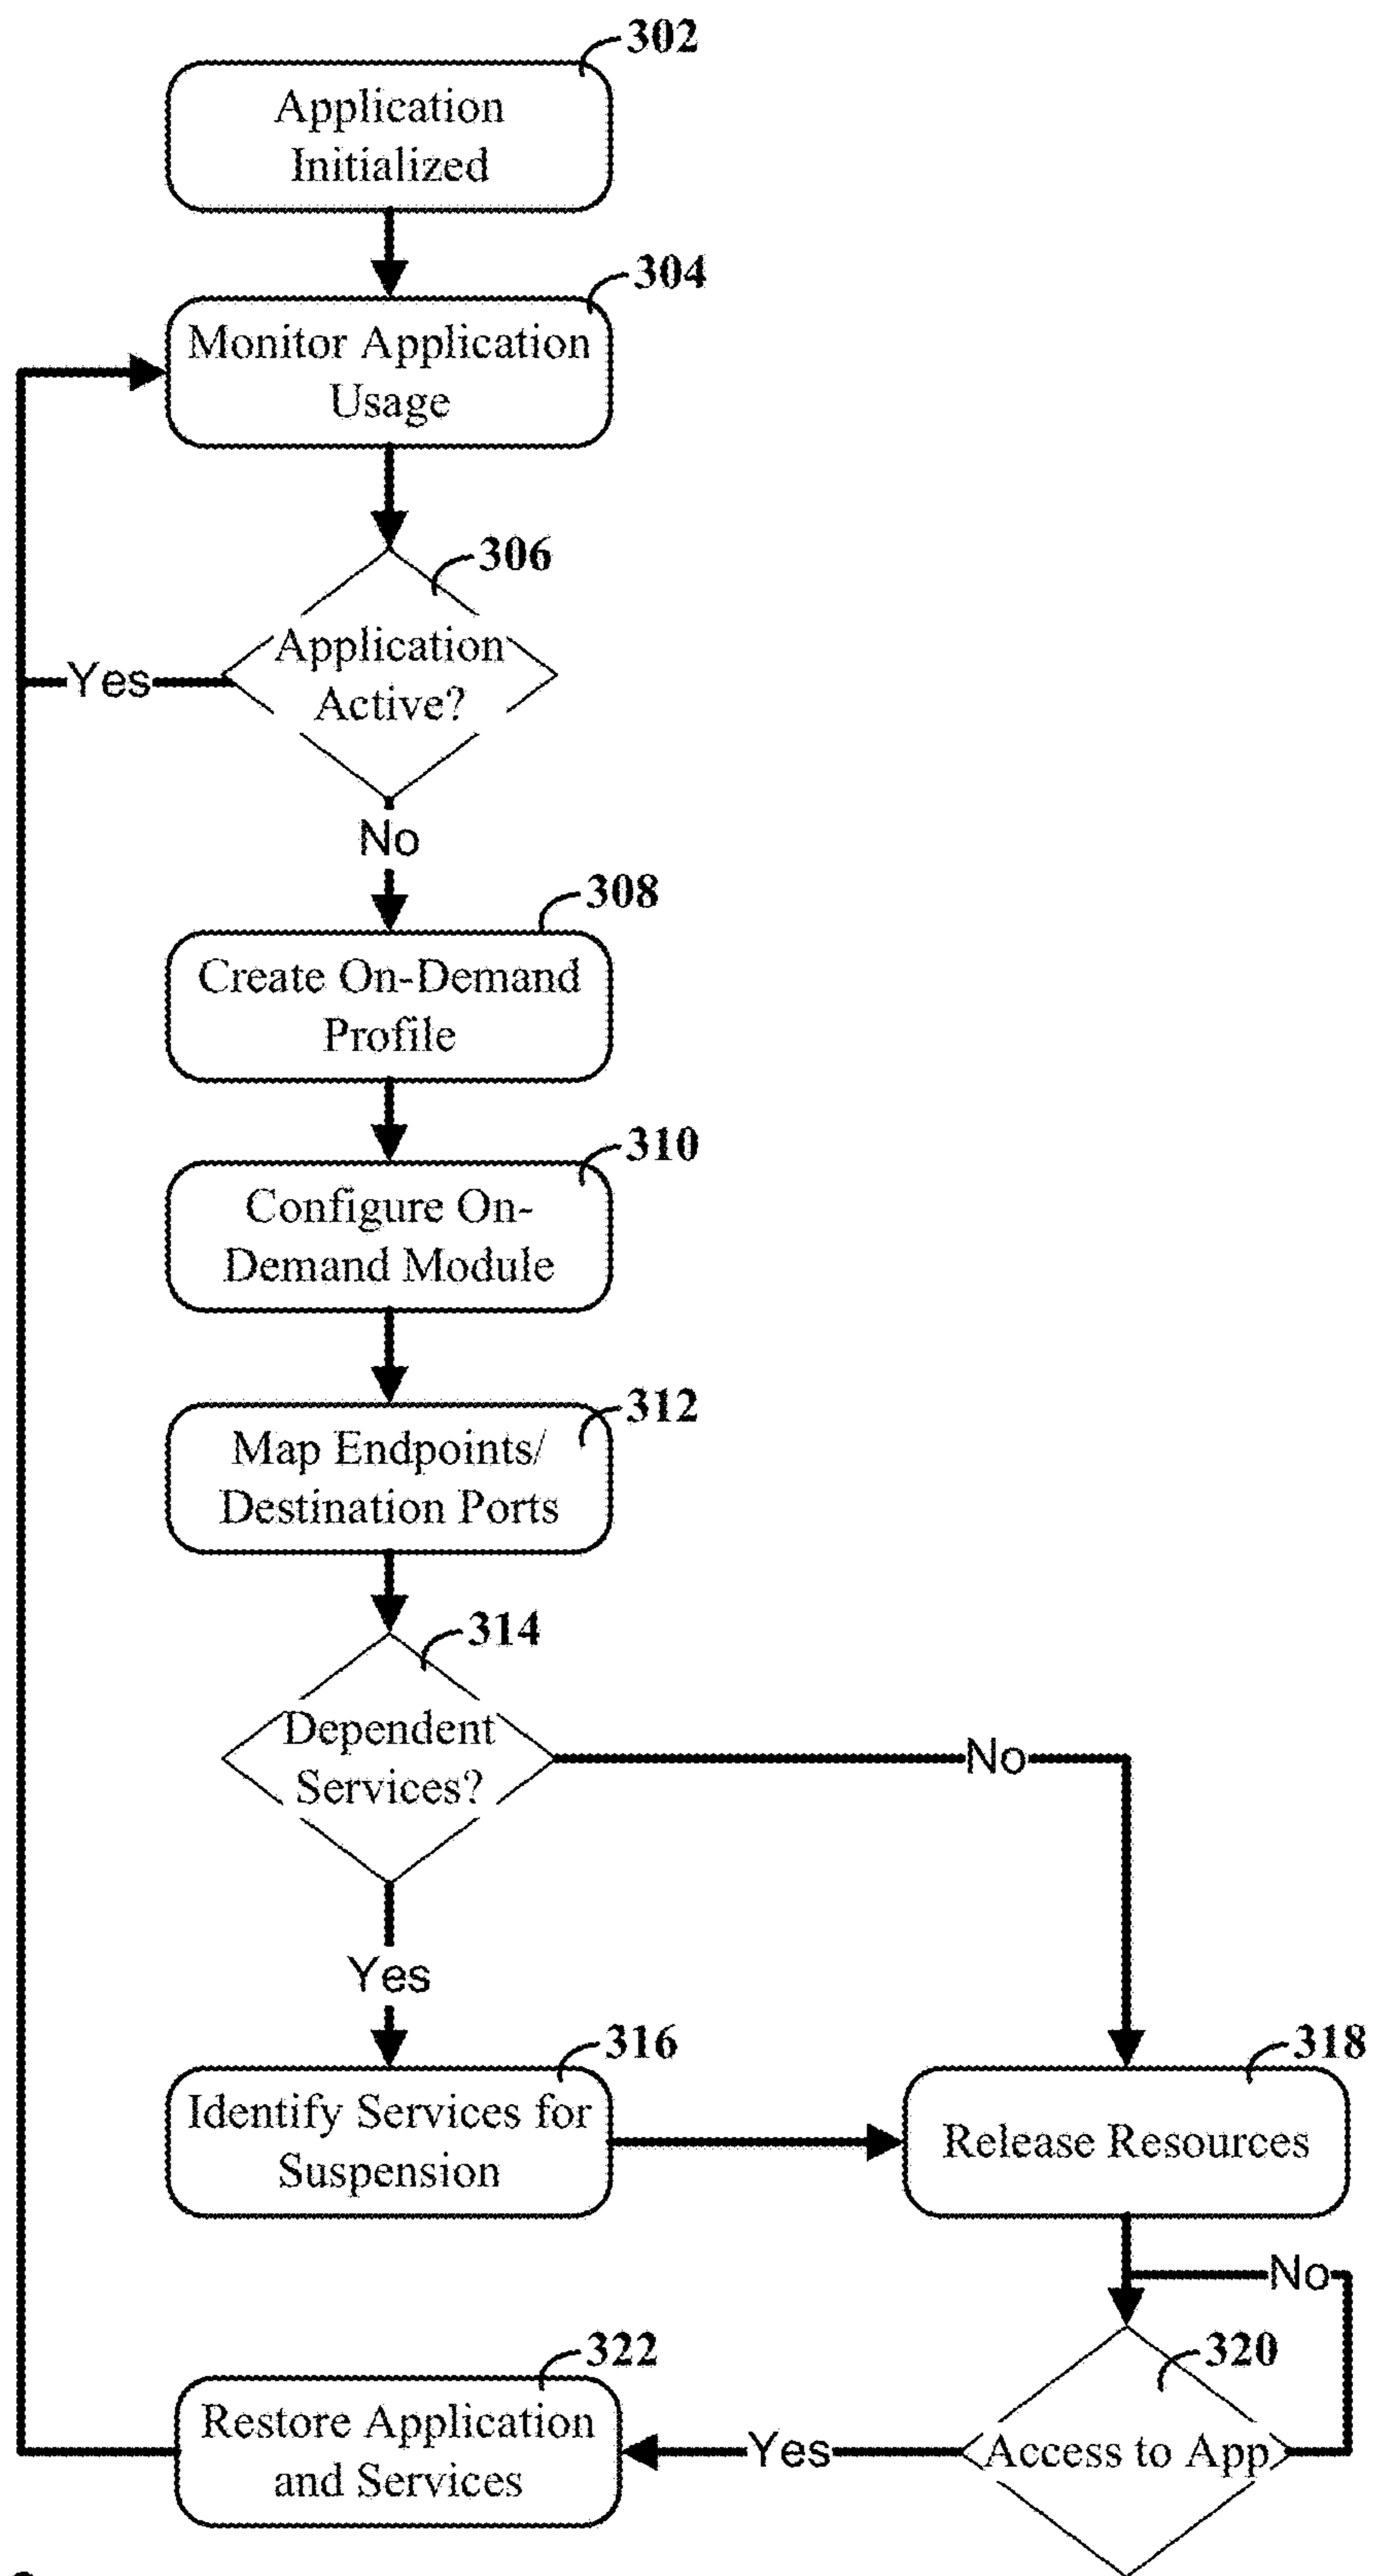 302
Application
Initialized
304
Monitor Application
Usage
306
Application
Active?
Yes
No
308
Create On-Demand
Profile
310
Configure On-
Demand Module
312
Map Endpoints/
Destination Ports
314
Dependent
Services?
No
Yes
316
Identify Services for
Suspension
318
Release Resources
No
320
Access to App
Yes
322
Restore Application
and Services